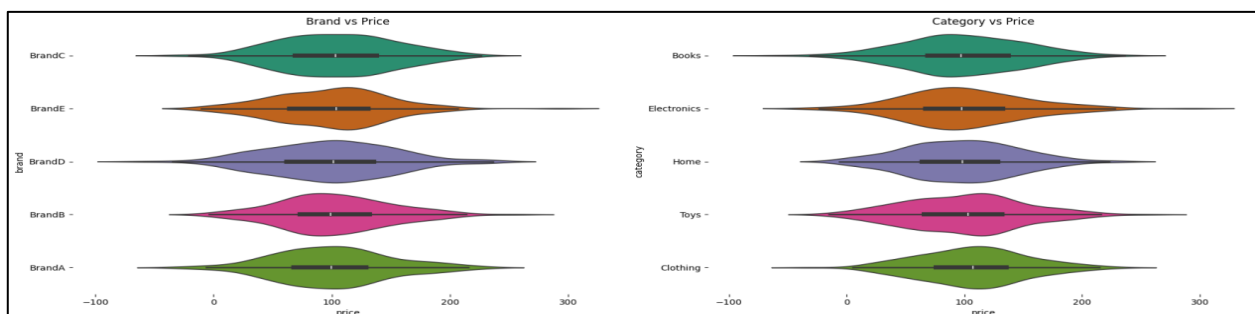 Brand vs Price
BrandC
BrandE
BrandD
BrandB
BrandA
brand
−100 0 100 200 300
price
Category vs Price
Books
Electronics
Home
Toys
Clothing
category
−100 0 100 200 300
price